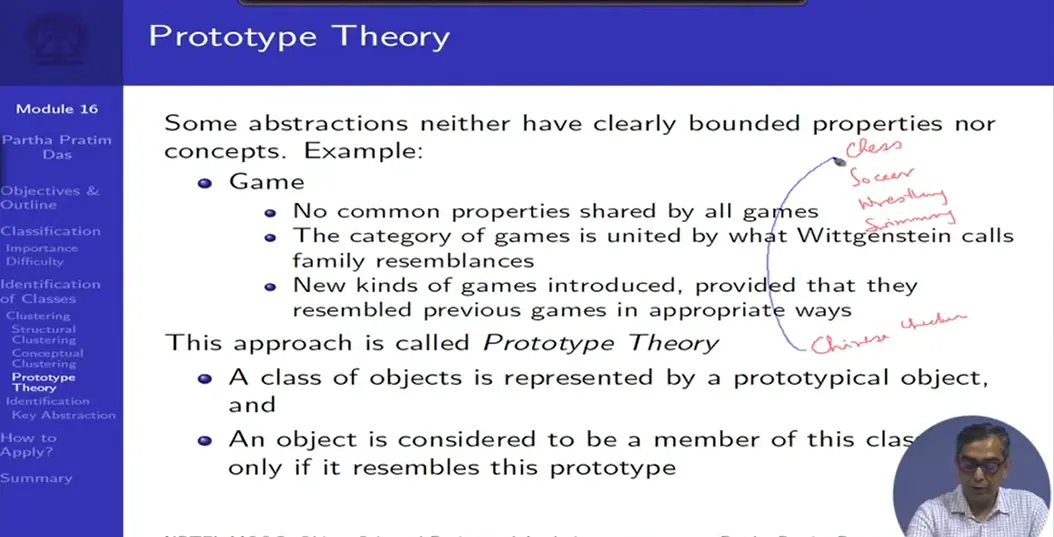 Prototype Theory
Module 16
Partha Pratim
Das
Objectives &
Outline
Classification
Importance
Difficulty
Identification
of Classes
Clustering
Structural
Clustering
Conceptual
Clustering
Prototype
Theory
Identification
Key Abstraction
How to
Apply?
Summary
Some abstractions neither have clearly bounded properties nor
concepts. Example:
Game
No common properties shared by all games
The category of games is united by what Wittgenstein calls
family resemblances
New kinds of games introduced, provided that they
resembled previous games in appropriate ways
This approach is called Prototype Theory
A class of objects is represented by a prototypical object,
and
An object is considered to be a member of this
only if it resembles this prototype
Chess
Soccer
Wrestling
Swimming
Chinese Checker